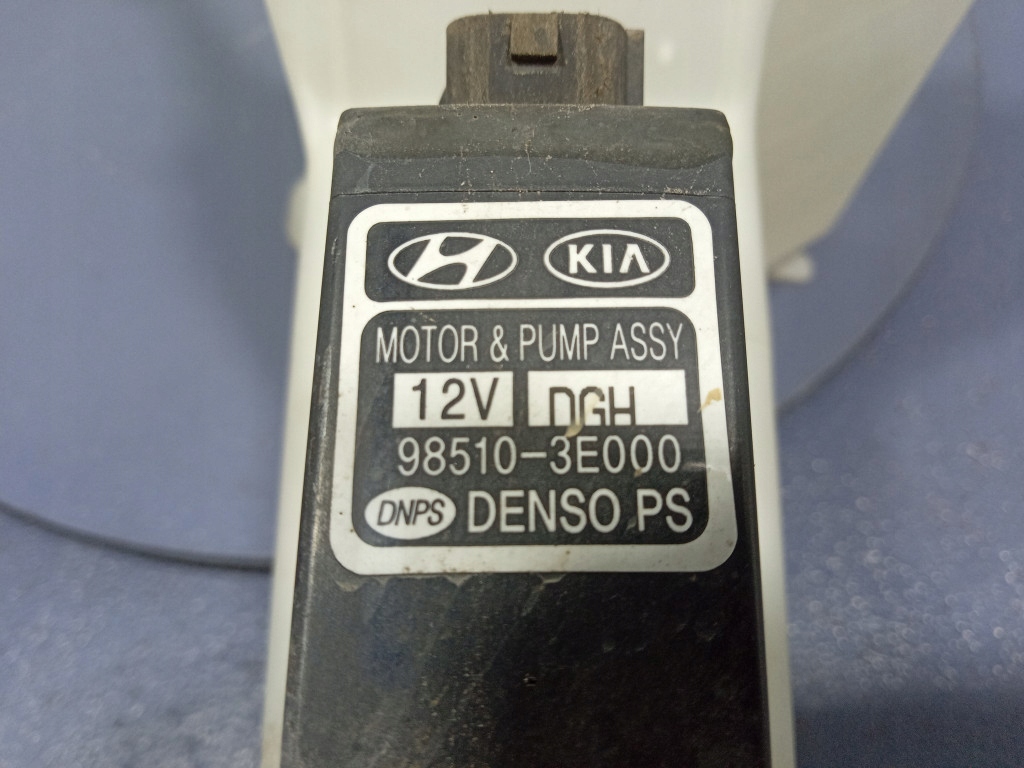 KIA
MOTOR & PUMP ASSY
12V DGH
98510-3E000
DNPS DENSO PS